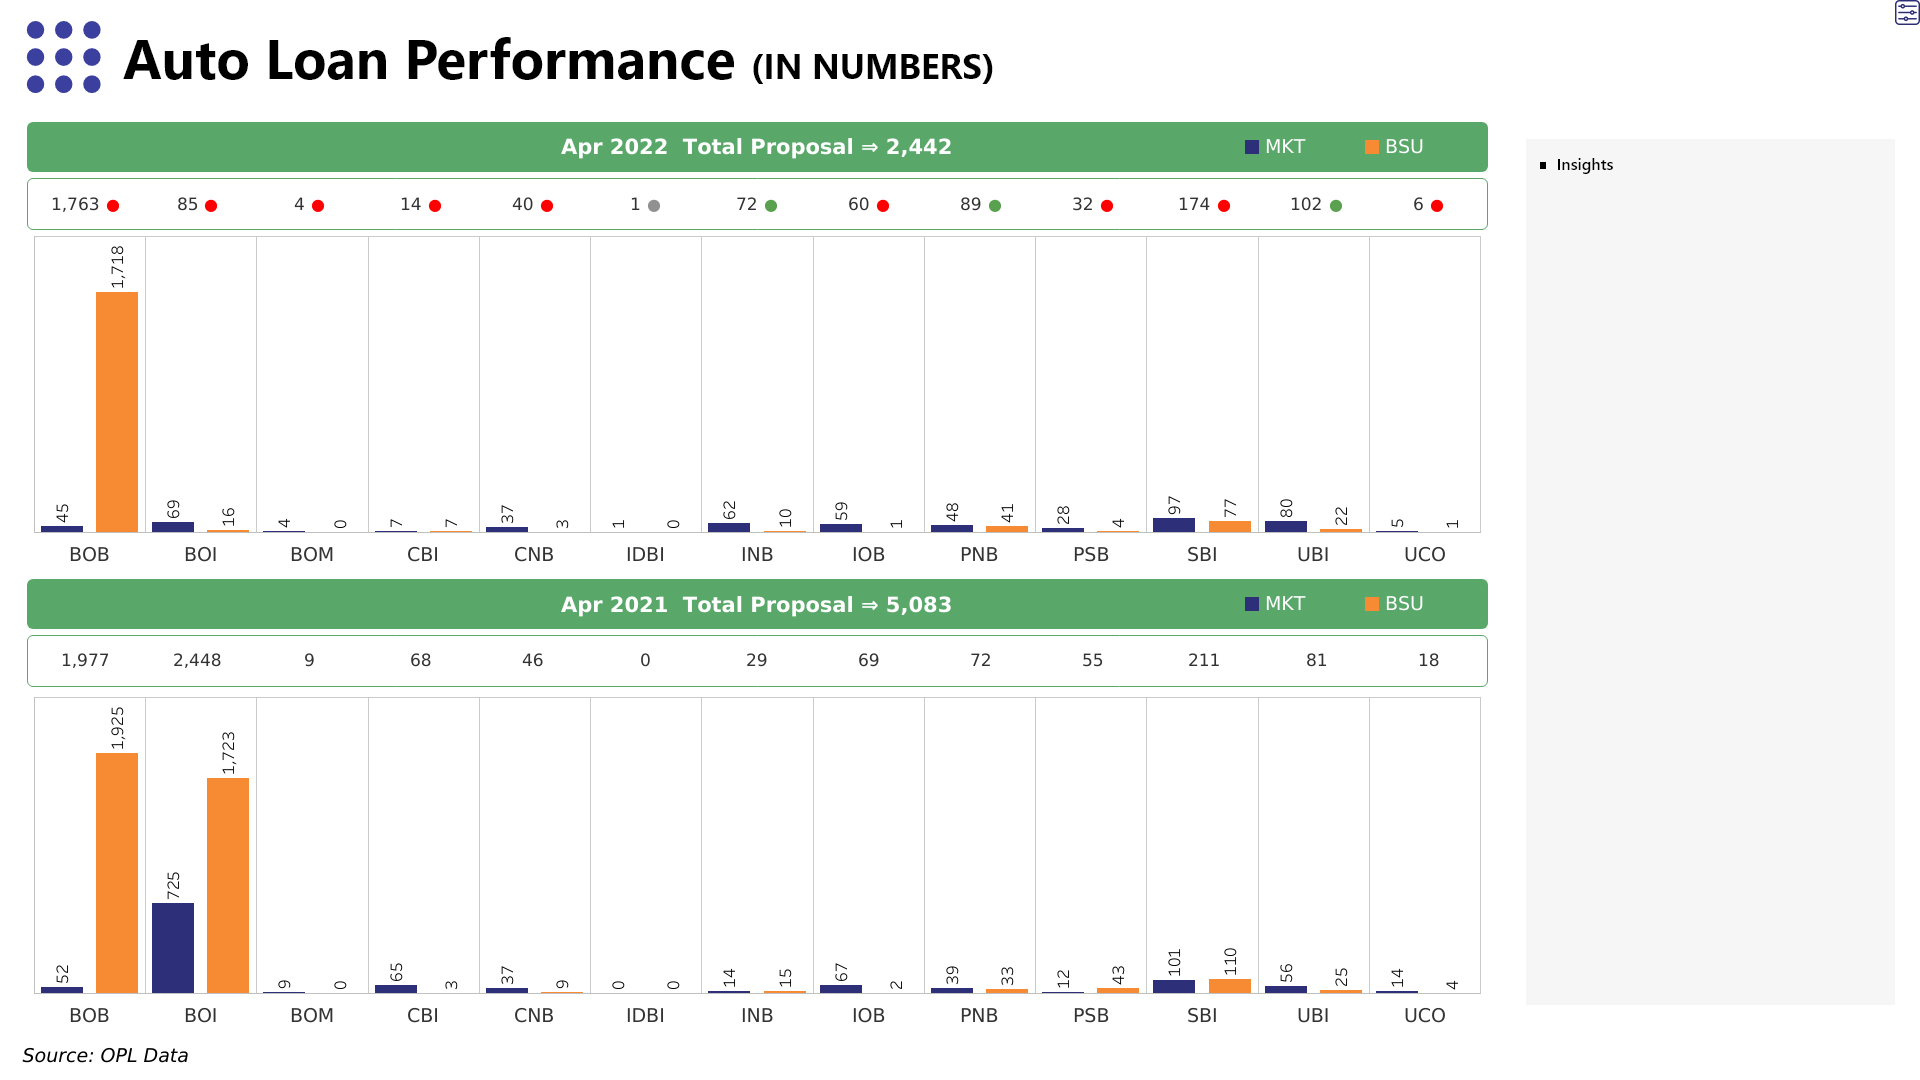 Auto Loan Performance (IN NUMBERS)
Apr 2022 Total Proposal ⇒ 2,442 MKT BSU
1,763 85 4 14 40 1 72 60 89 32 174 102 6
45 1,718 69 16 4 0 7 7 37 3 1 0 62 10 59 1 48 41 28 4 97 77 80 22 5 1
BOB BOI BOM CBI CNB IDBI INB IOB PNB PSB SBI UBI UCO
Apr 2021 Total Proposal ⇒ 5,083 MKT BSU
1,977 2,448 9 68 46 0 29 69 72 55 211 81 18
52 1,925 725 1,723 9 0 65 3 37 9 0 0 14 15 67 2 39 33 12 43 101 110 56 25 14 4
BOB BOI BOM CBI CNB IDBI INB IOB PNB PSB SBI UBI UCO
Source: OPL Data
▪ Insights